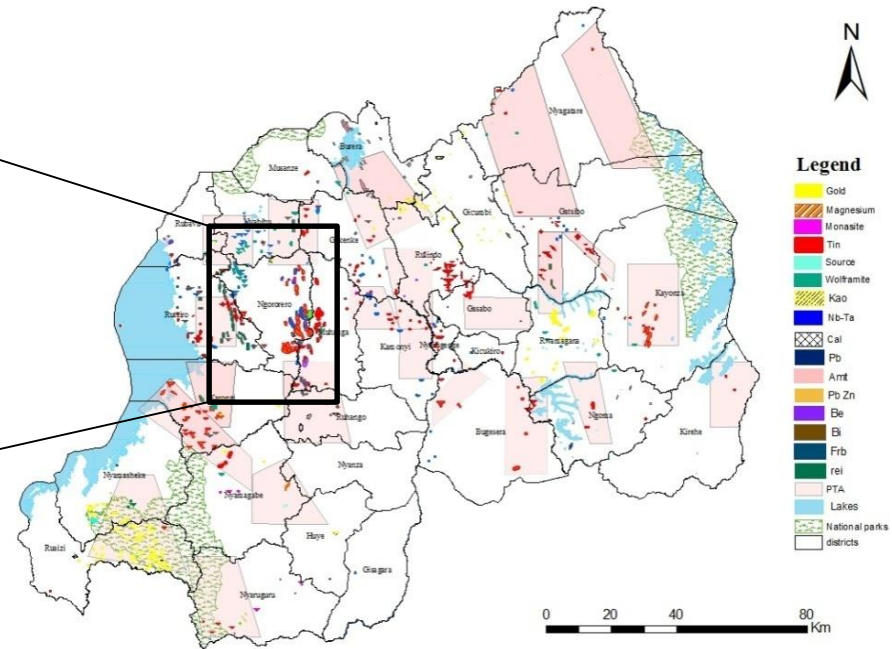 N
Nyagatare
Burera
Musanze
Gicumbi
Gatsibo
Rubavu
Gakenke
Rulindo
Ngororero
Kayonza
Rutsiro
Gasabo
Muhanga
Rwamagana
Kamonyi
Kicukiro
Ngoma
Kirehe
Ruhango
Bugesera
Nyanza
Nyamasheke
Nyamagabe
Huye
Rusizi
Gisagara
Nyaruguru
Legend
Gold
Magnesium
Monasite
Tin
Source
Wolframite
Kao
Nb-Ta
Cal
Pb
Amt
Pb Zn
Be
Bi
Frb
rei
PTA
Lakes
National parks
districts
0 20 40 80
Km